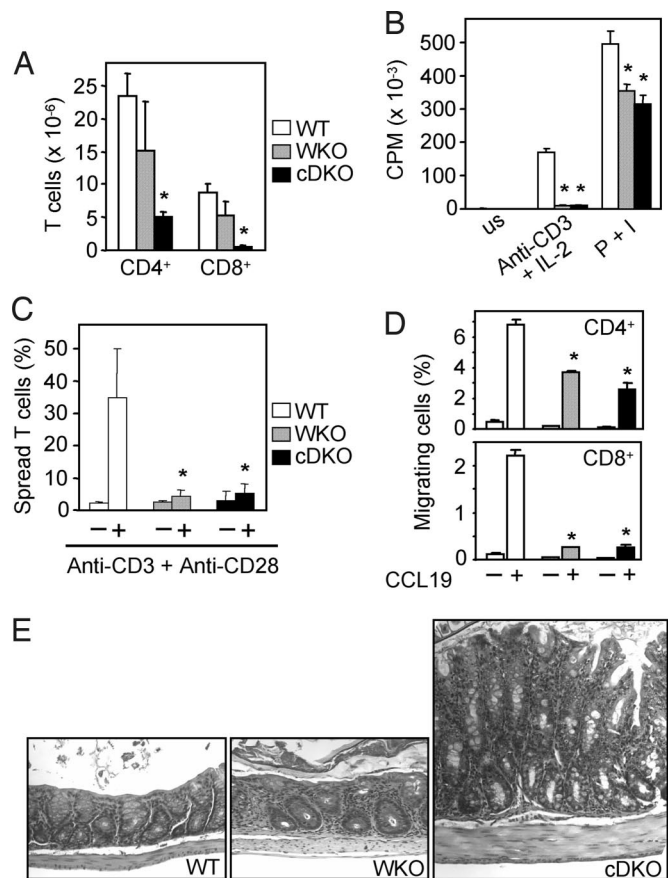 A
T cells (x 10⁻⁶)
25
20
15
10
5
0
CD4⁺
CD8⁺
WT
WKO
cDKO
*
*
B
CPM (x 10⁻³)
500
400
300
200
100
0
us
Anti-CD3
+ IL-2
P + I
* *
* *
C
Spread T cells (%)
50
40
30
20
10
0
− + − + − +
Anti-CD3 + Anti-CD28
* *
WT
WKO
cDKO
D
Migrating cells (%)
CD4⁺
6
4
2
0
* *
CD8⁺
2
1
0
* *
CCL19 − + − + − +
E
WT
WKO
cDKO